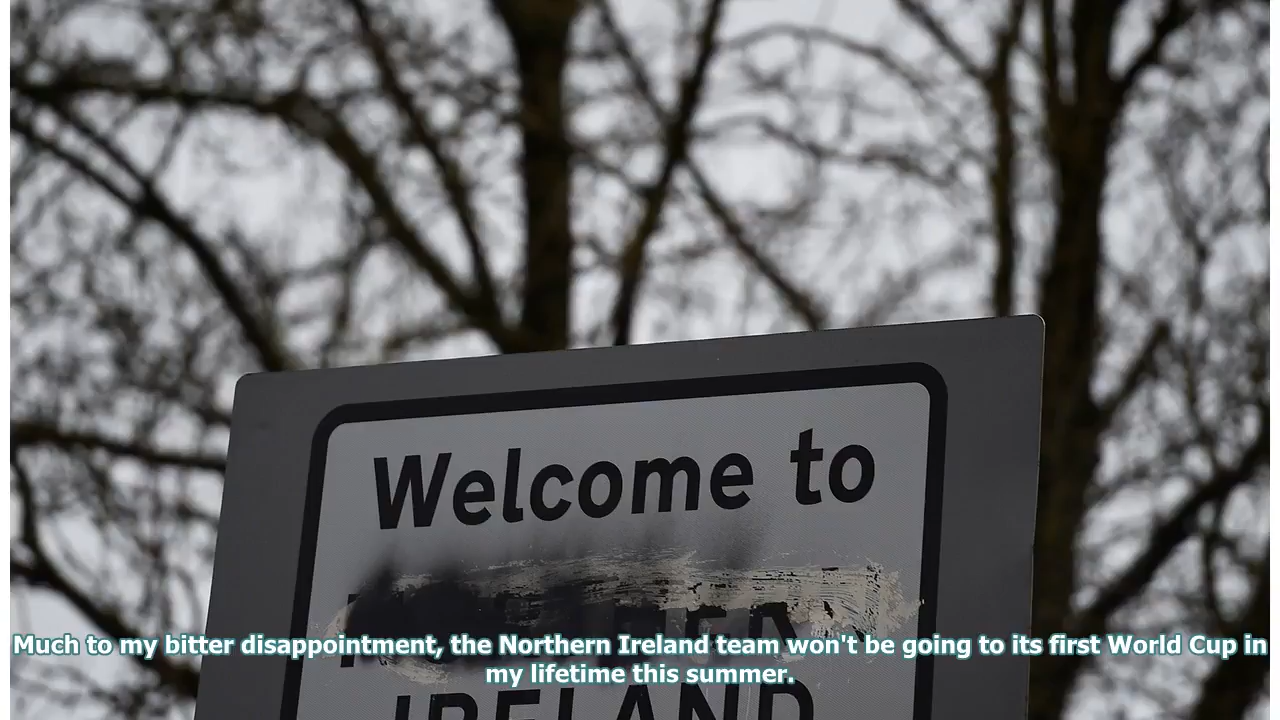 Welcome to
IRELAND
Much to my bitter disappointment, the Northern Ireland team won't be going to its first World Cup in
my lifetime this summer.